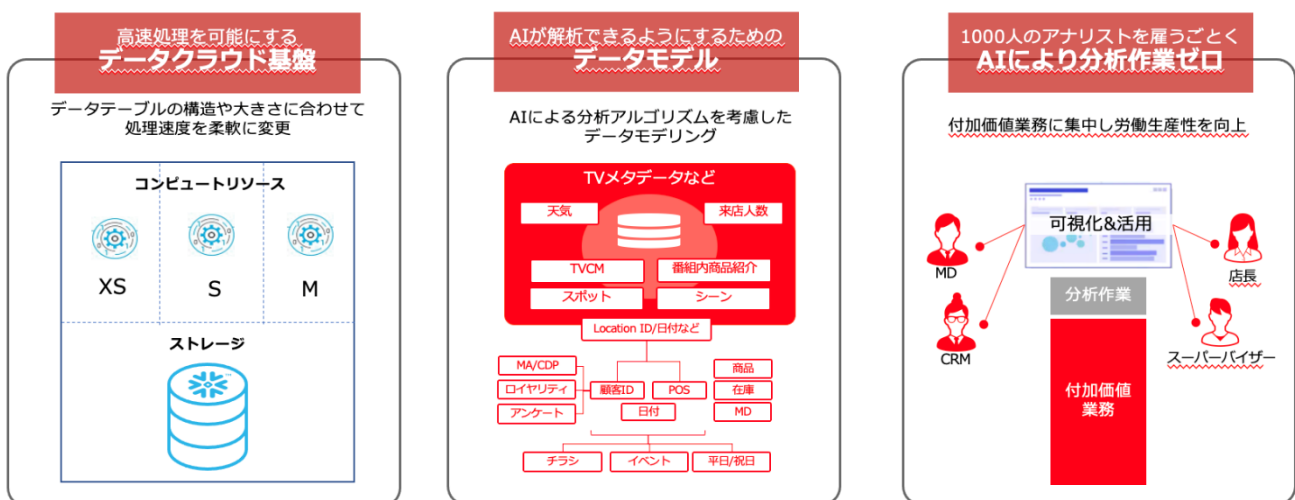 高速処理を可能にする
データクラウド基盤
データテーブルの構造や大きさに合わせて
処理速度を柔軟に変更
コンピュートリソース
XS
S
M
ストレージ
AIが解析できるようにするための
データモデル
AIによる分析アルゴリズムを考慮した
データモデリング
TVメタデータなど
天気
来店人数
TVCM
番組内商品紹介
スポット
シーン
Location ID/日付など
MA/CDP
ロイヤリティ
アンケート
顧客ID
POS
日付
商品
在庫
MD
チラシ
イベント
平日/祝日
1000人のアナリストを雇うごとく
AIにより分析作業ゼロ
付加価値業務に集中し労働生産性を向上
可視化&活用
MD
店長
分析作業
CRM
スーパーバイザー
付加価値
業務